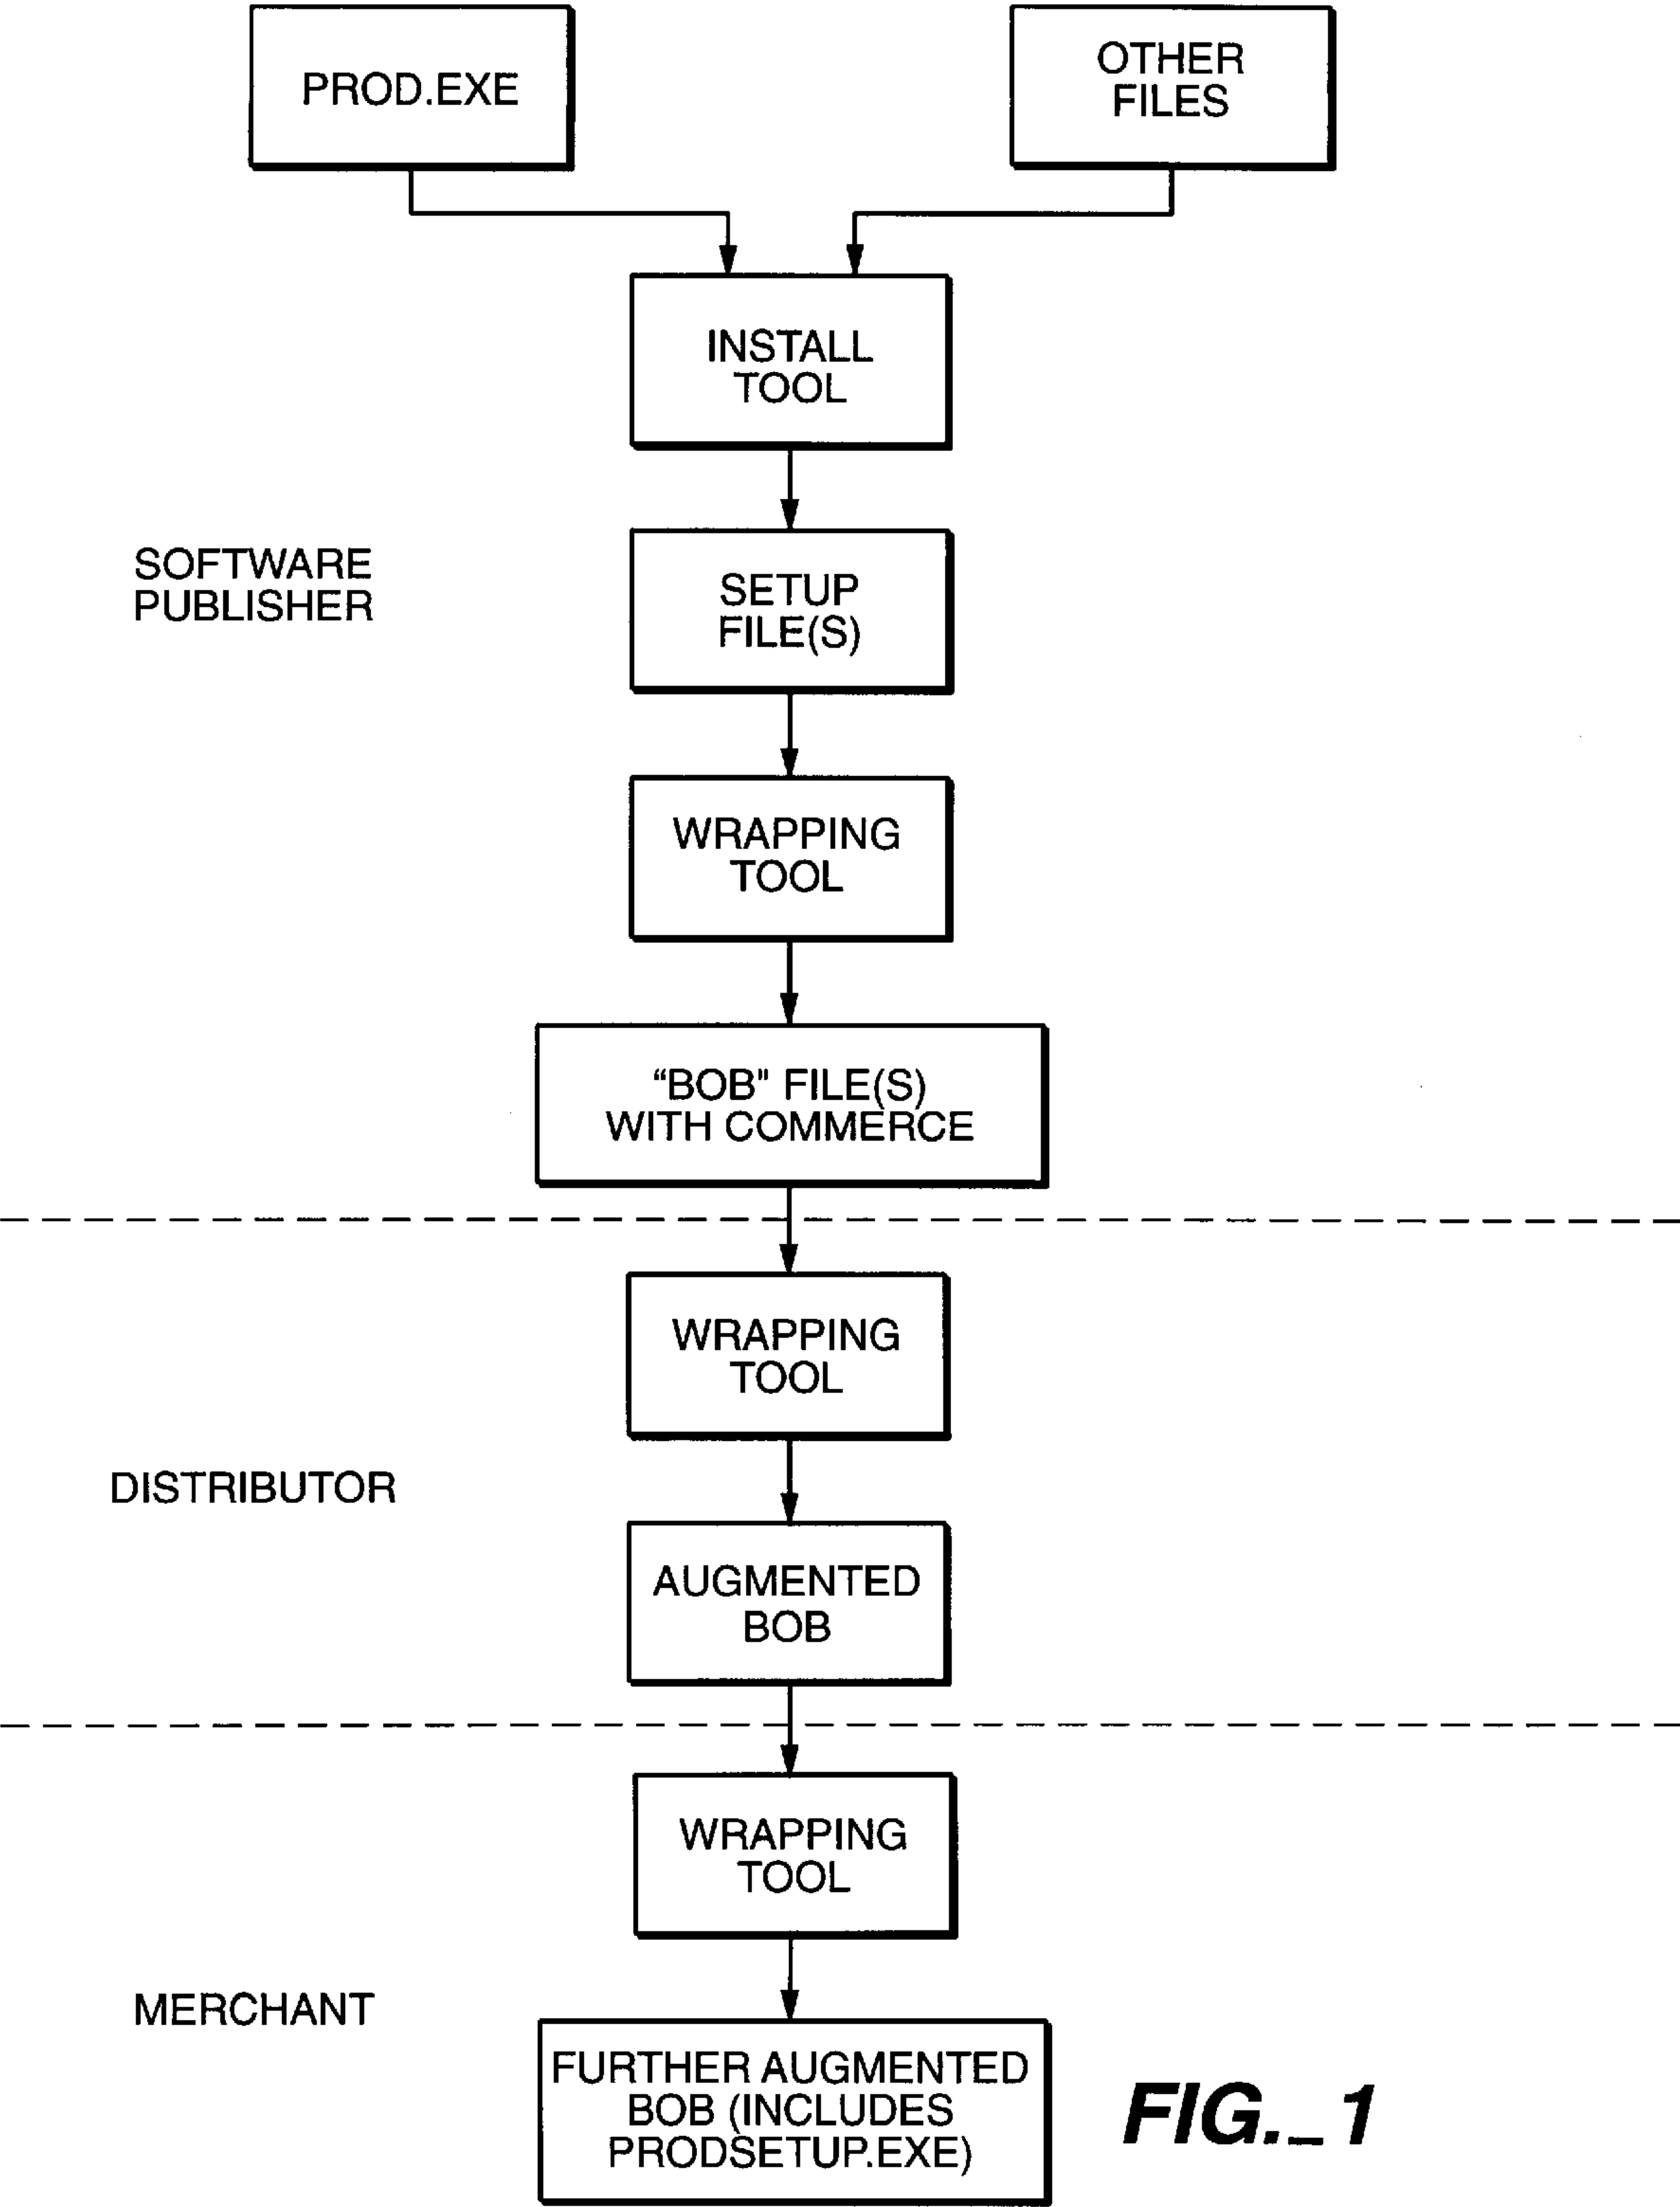 PROD.EXE
OTHER
FILES
INSTALL
TOOL
SOFTWARE
PUBLISHER
SETUP
FILE(S)
WRAPPING
TOOL
“BOB” FILE(S)
WITH COMMERCE
WRAPPING
TOOL
DISTRIBUTOR
AUGMENTED
BOB
WRAPPING
TOOL
MERCHANT
FURTHER AUGMENTED
BOB (INCLUDES
PRODSETUP.EXE)
FIG._1